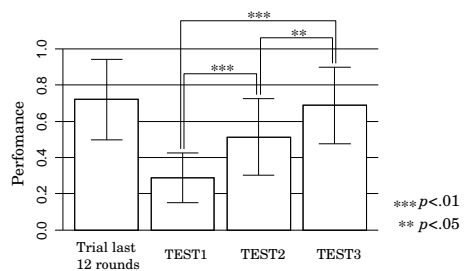 ***
**
***
1.0
0.8
0.6
0.4
0.2
0.0
Perfomance
Trial last
12 rounds
TEST1
TEST2
TEST3
*** p<.01
** p<.05